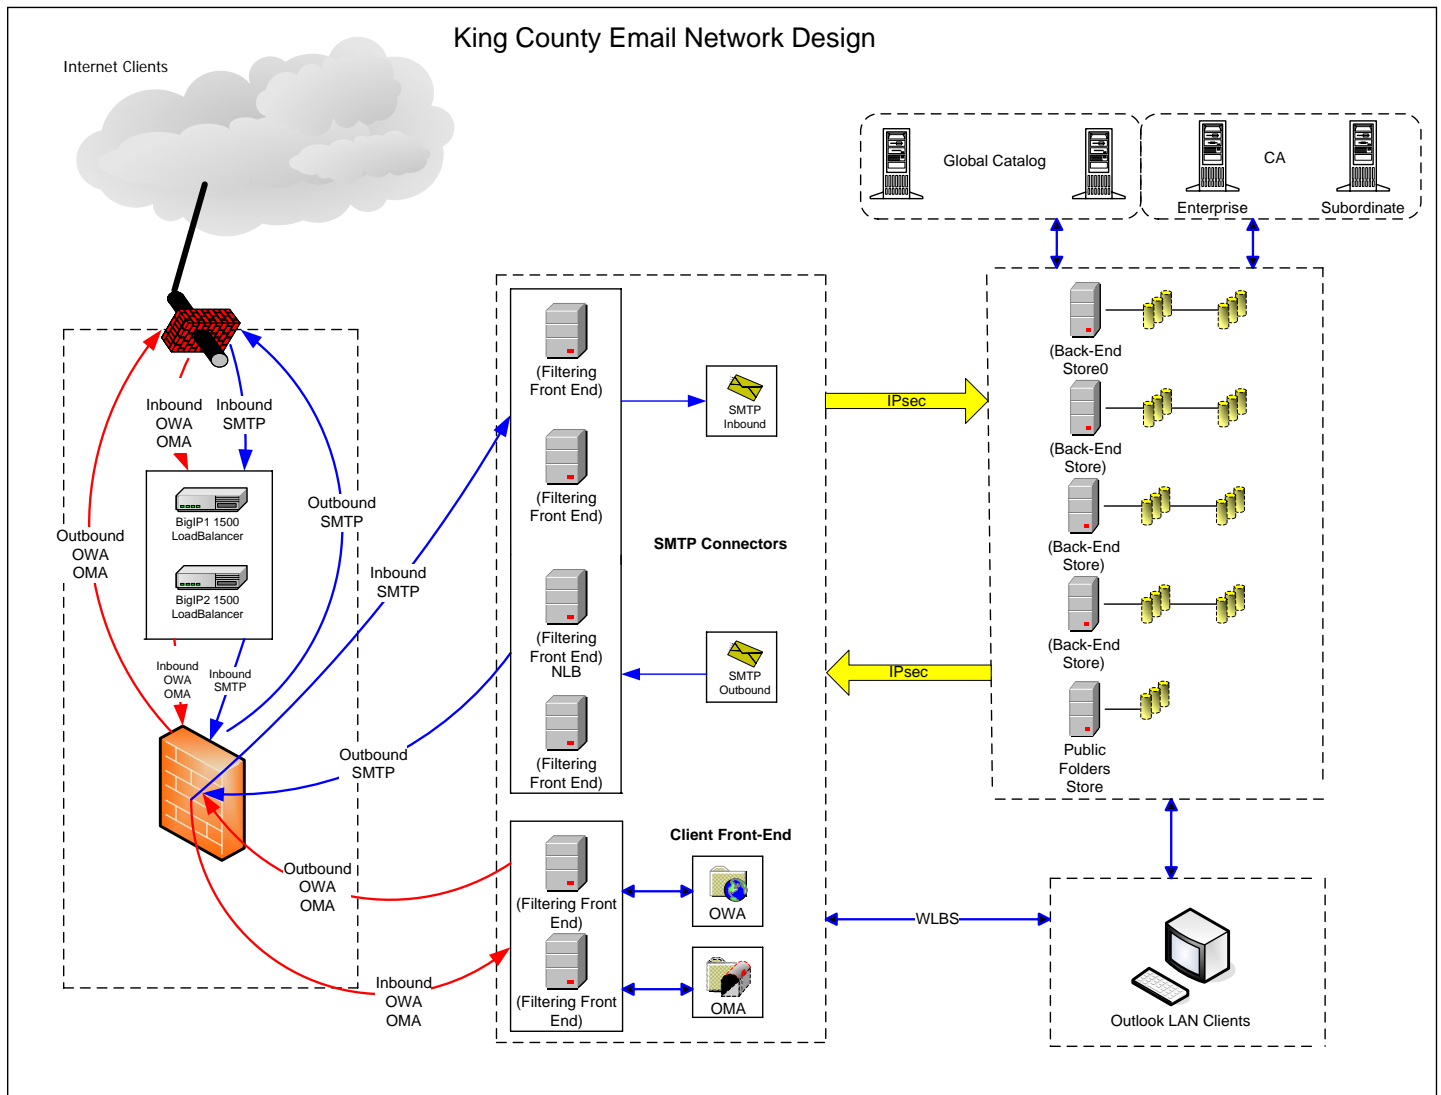 King County Email Network Design
Internet Clients
Global Catalog
CA
Enterprise
Subordinate
Inbound
OWA
OMA
Inbound
SMTP
BigIP1 1500
LoadBalancer
BigIP2 1500
LoadBalancer
Outbound
OWA
OMA
Outbound
SMTP
Inbound
OWA
OMA
Inbound
SMTP
Inbound
SMTP
Outbound
SMTP
Outbound
OWA
OMA
Inbound
OWA
OMA
(Filtering
Front End)
(Filtering
Front End)
(Filtering
Front End)
NLB
(Filtering
Front End)
SMTP
Inbound
SMTP Connectors
SMTP
Outbound
Client Front-End
(Filtering Front
End)
(Filtering Front
End)
OWA
OMA
IPsec
IPsec
WLBS
(Back-End
Store0
(Back-End
Store)
(Back-End
Store)
(Back-End
Store)
Public
Folders
Store
Outlook LAN Clients